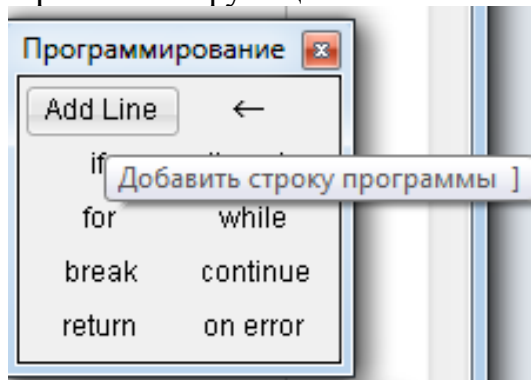 Программирование
Add Line ←
if
Добавить строку программы ]
for while
break continue
return on error